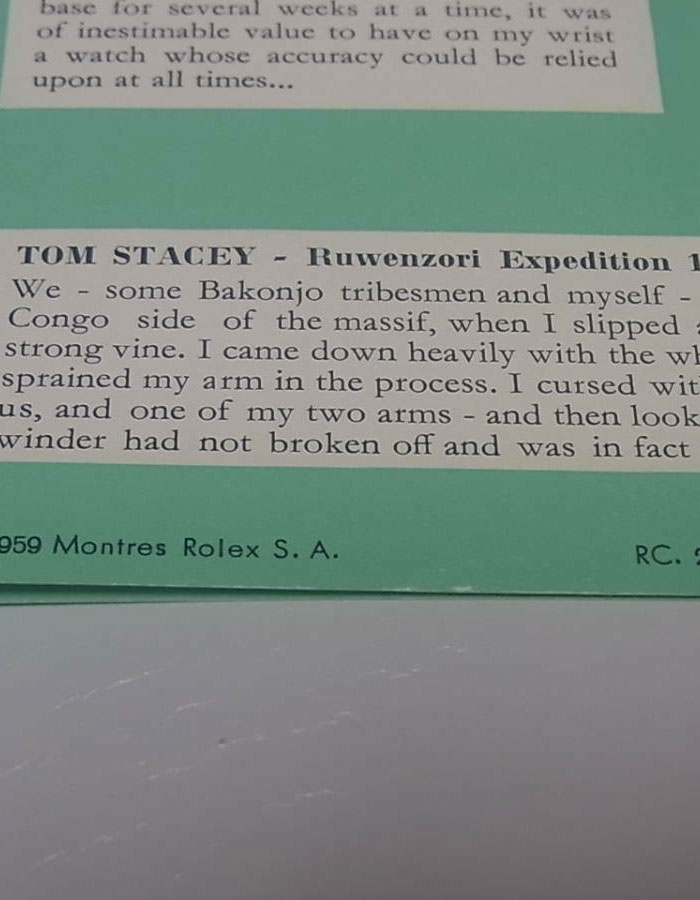 base for several weeks at a time, it was
of inestimable value to have on my wrist
a watch whose accuracy could be relied
upon at all times...
TOM STACEY - Ruwenzori Expedition 1
We - some Bakonjo tribesmen and myself -
Congo side of the massif, when I slipped
strong vine. I came down heavily with the
sprained my arm in the process. I cursed
us, and one of my two arms - and then
winder had not broken off and was in fact
959 Montres Rolex S. A.
RC.